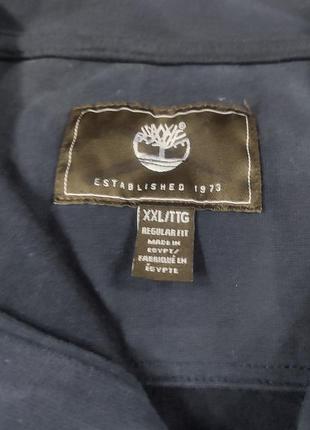 ESTABLISHED 1973
XXL/TTG
REGULAR FIT
MADE IN
EGYPT/
FABRIQUÉ EN
ÉGYPTE